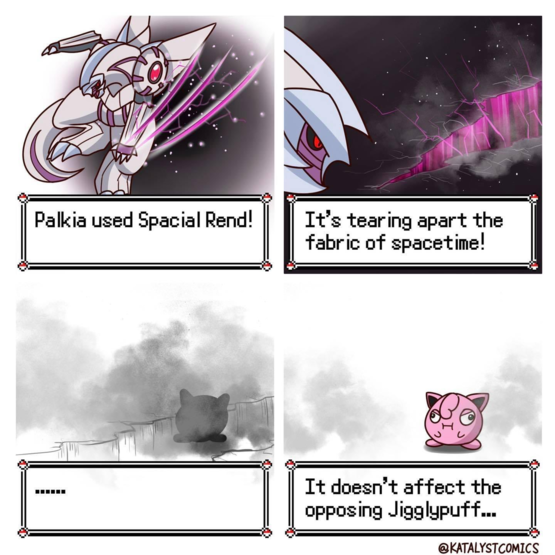 Palkia used Spacial Rend!
It's tearing apart the
fabric of spacetime!
......
It doesn't affect the
opposing Jigglypuff...
@KATALYSTCOMICS